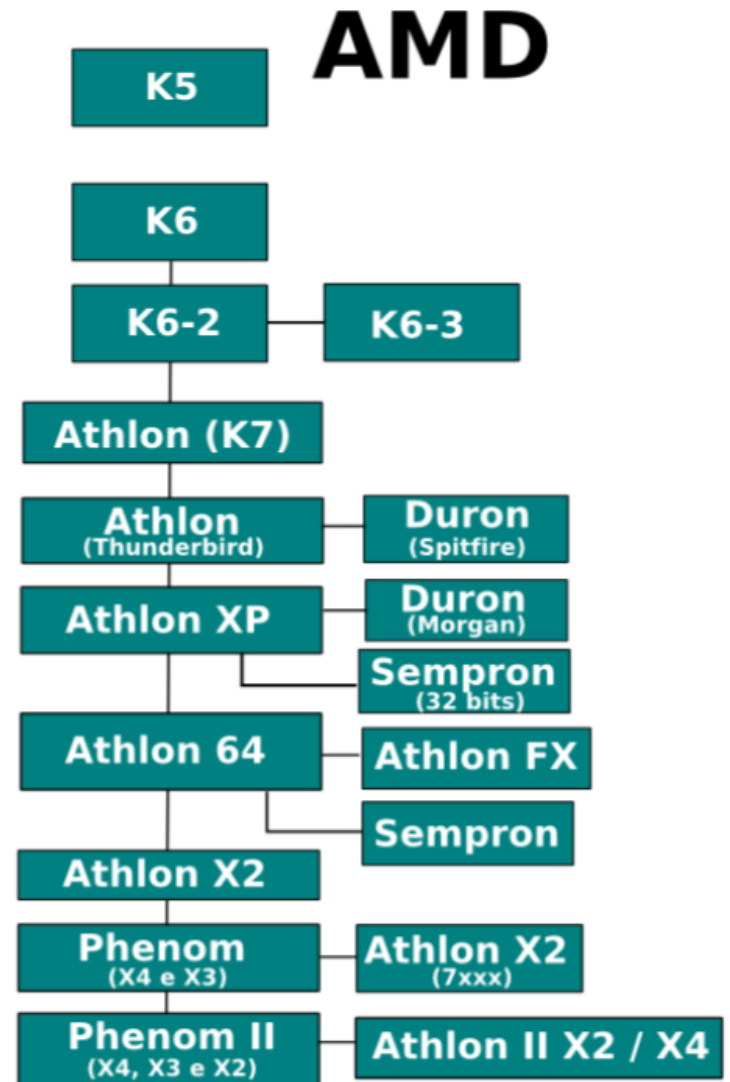 AMD
K5
K6
K6-2
K6-3
Athlon (K7)
Athlon
(Thunderbird)
Duron
(Spitfire)
Athlon XP
Duron
(Morgan)
Sempron
(32 bits)
Athlon 64
Athlon FX
Sempron
Athlon X2
Phenom
(X4 e X3)
Athlon X2
(7xxx)
Phenom II
(X4, X3 e X2)
Athlon II X2 / X4